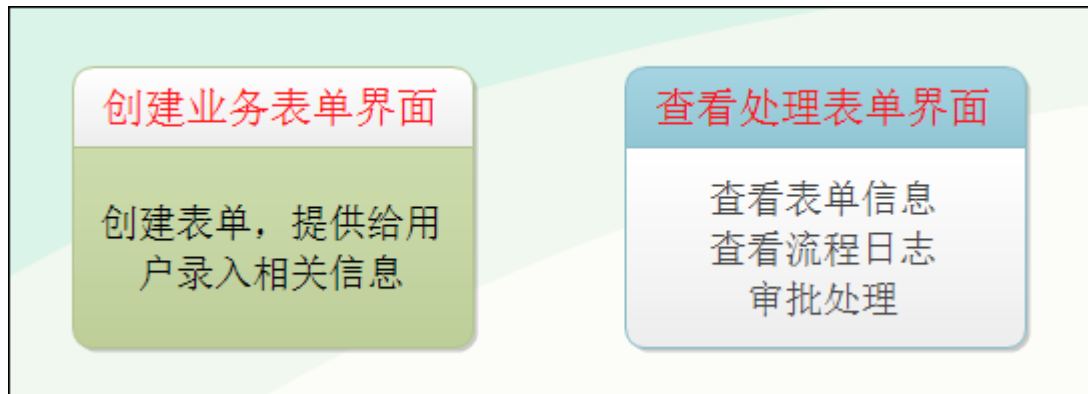 创建业务表单界面
创建表单，提供给用
户录入相关信息
查看处理表单界面
查看表单信息
查看流程日志
审批处理